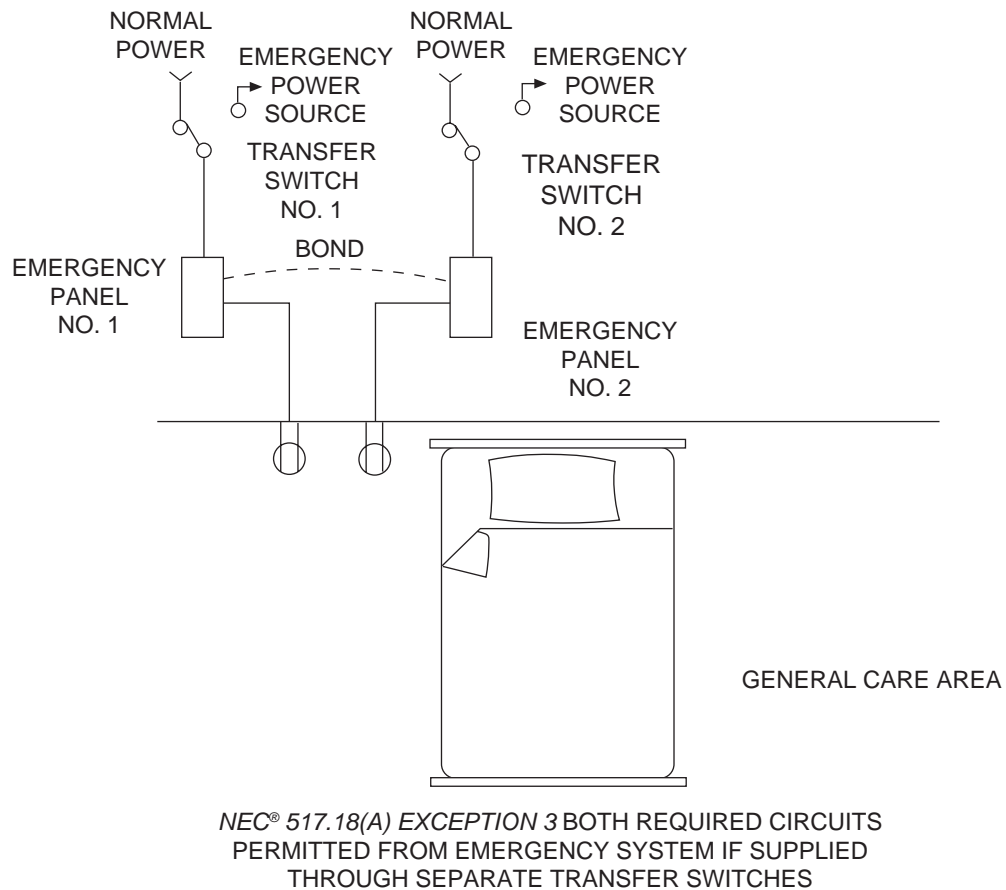 NORMAL
POWER
EMERGENCY
POWER
SOURCE
TRANSFER
SWITCH
NO. 1
NORMAL
POWER
EMERGENCY
POWER
SOURCE
TRANSFER
SWITCH
NO. 2
BOND
EMERGENCY
PANEL
NO. 1
EMERGENCY
PANEL
NO. 2
GENERAL CARE AREA
NEC® 517.18(A) EXCEPTION 3 BOTH REQUIRED CIRCUITS
PERMITTED FROM EMERGENCY SYSTEM IF SUPPLIED
THROUGH SEPARATE TRANSFER SWITCHES